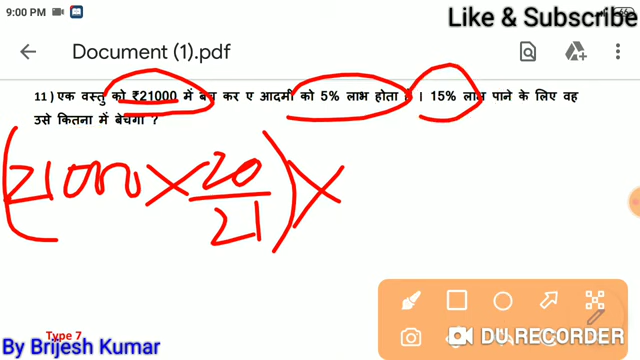 Like & Subscribe
9:00 PM
Document (1).pdf
11) एक वस्तु को ₹21000 में बेच कर ए आदमी को 5% लाभ होता है । 15% लाभ पाने के लिए वह
उसे कितना में बेचेगा ?
(21000 × 20/21) ×
Type 7
By Brijesh Kumar
DU RECORDER